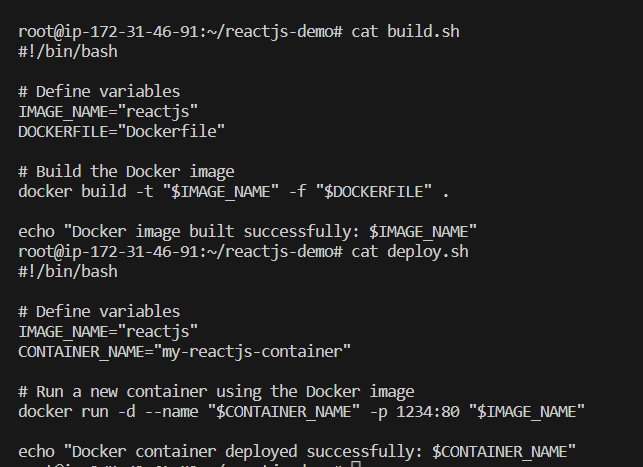 root@ip-172-31-46-91:~/reactjs-demo# cat build.sh
#!/bin/bash
# Define variables
IMAGE_NAME="reactjs"
DOCKERFILE="Dockerfile"
# Build the Docker image
docker build -t "$IMAGE_NAME" -f "$DOCKERFILE" .
echo "Docker image built successfully: $IMAGE_NAME"
root@ip-172-31-46-91:~/reactjs-demo# cat deploy.sh
#!/bin/bash
# Define variables
IMAGE_NAME="reactjs"
CONTAINER_NAME="my-reactjs-container"
# Run a new container using the Docker image
docker run -d --name "$CONTAINER_NAME" -p 1234:80 "$IMAGE_NAME"
echo "Docker container deployed successfully: $CONTAINER_NAME"